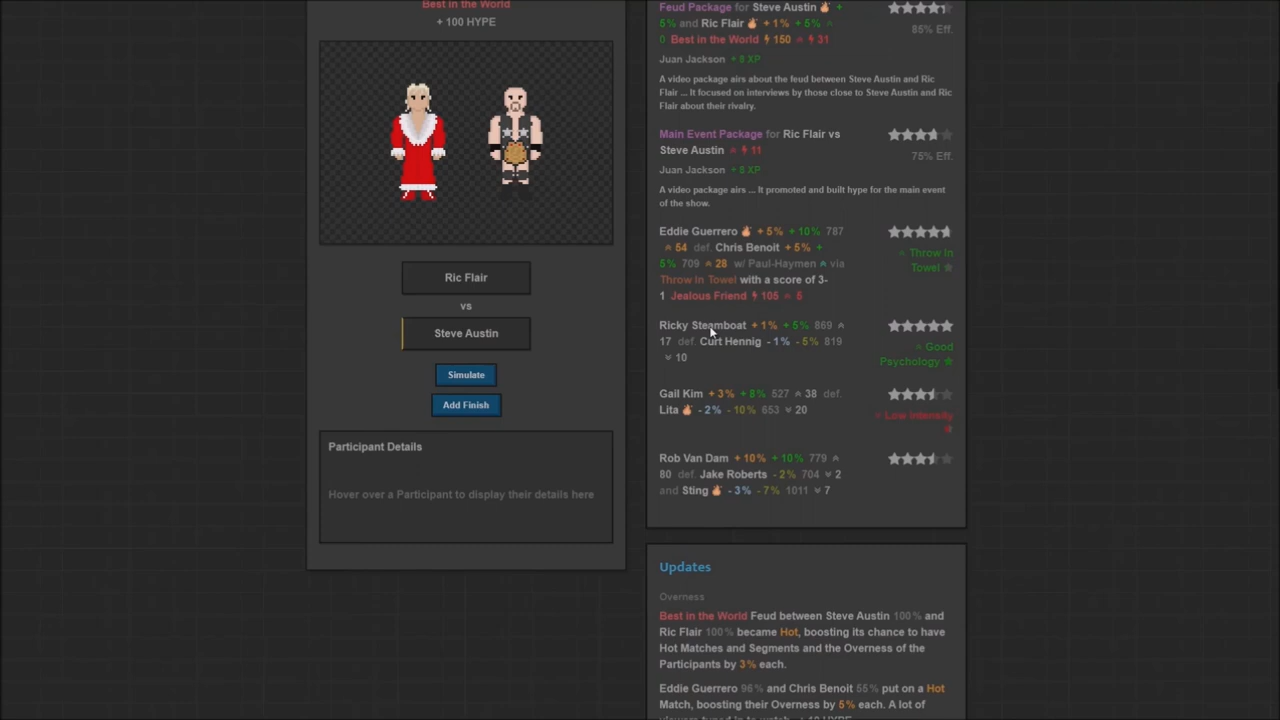 Best in the World
+ 100 HYPE
Ric Flair
vs
Steve Austin
Simulate
Add Finish
Participant Details
Hover over a Participant to display their details here
Feud Package for Steve Austin +
5% and Ric Flair + 1% + 5%
0 Best in the World 150 31
85% Eff.
Juan Jackson + 8 XP
A video package airs about the feud between Steve Austin and Ric
Flair ... It focused on interviews by those close to Steve Austin and Ric
Flair about their rivalry.
Main Event Package for Ric Flair vs
Steve Austin 11
75% Eff.
Juan Jackson + 8 XP
A video package airs ... It promoted and built hype for the main event
of the show.
Eddie Guerrero + 5% + 10% 787
54 def. Chris Benoit + 5% +
5% 709 28 w/ Paul-Haymen via
Throw In Towel with a score of 3-
1 Jealous Friend 105 5
Throw In
Towel
Ricky Steamboat + 1% + 5% 869
17 def. Curt Hennig - 1% - 5% 819
10
Good
Psychology
Gail Kim + 3% + 8% 527 38 def.
Lita - 2% - 10% 653 20
Low Intensity
Rob Van Dam + 10% + 10% 779
80 def. Jake Roberts - 2% 704 2
and Sting - 3% - 7% 1011 7
Updates
Overness
Best in the World Feud between Steve Austin 100% and
Ric Flair 100% became Hot, boosting its chance to have
Hot Matches and Segments and the Overness of the
Participants by 3% each.
Eddie Guerrero 96% and Chris Benoit 55% put on a Hot
Match, boosting their Overness by 5% each. A lot of
viewers tuned in to watch. + 10 HYPE